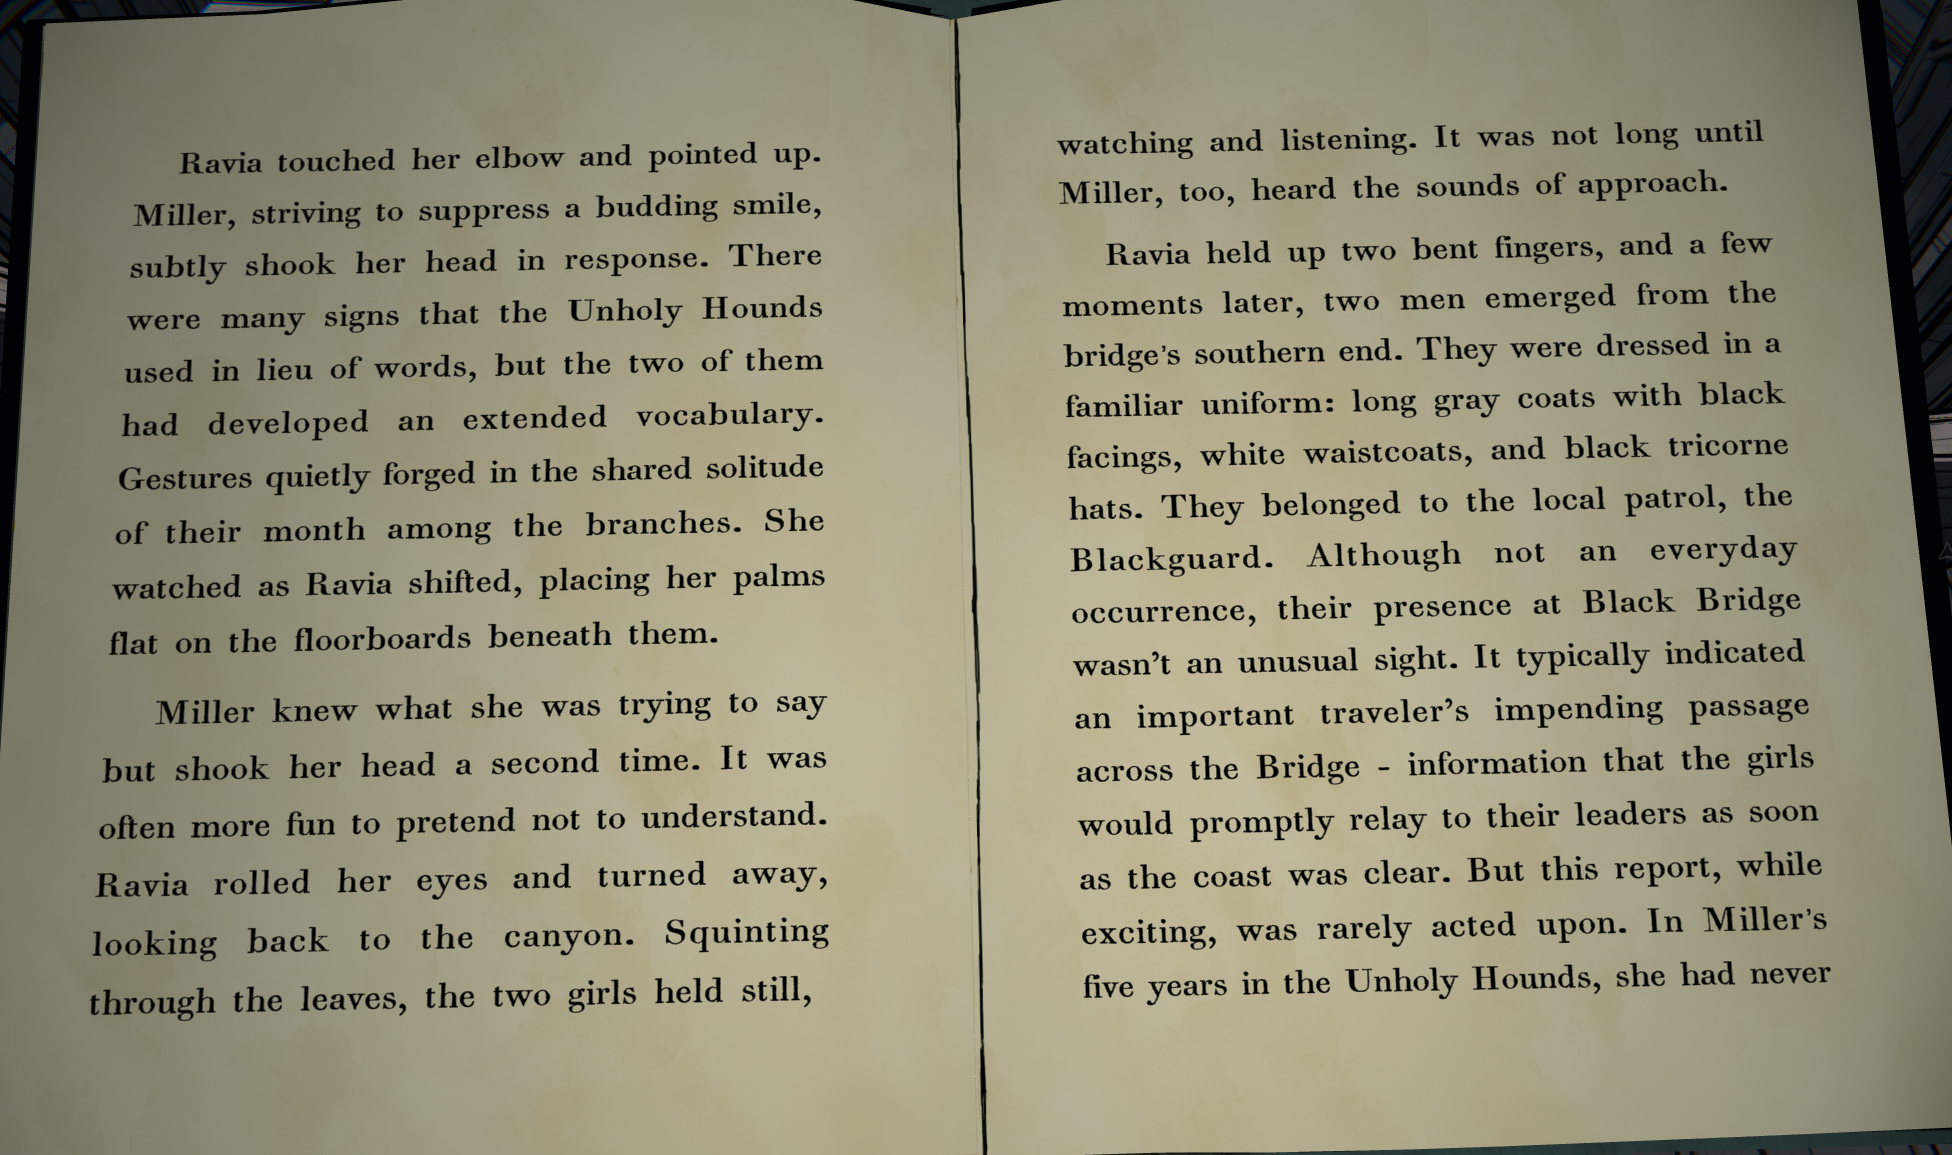 Ravia touched her elbow and pointed up.
Miller, striving to suppress a budding smile,
subtly shook her head in response. There
were many signs that the Unholy Hounds
used in lieu of words, but the two of them
had developed an extended vocabulary.
Gestures quietly forged in the shared solitude
of their month among the branches. She
watched as Ravia shifted, placing her palms
flat on the floorboards beneath them.
Miller knew what she was trying to say
but shook her head a second time. It was
often more fun to pretend not to understand.
Ravia rolled her eyes and turned away,
looking back to the canyon. Squinting
through the leaves, the two girls held still,
watching and listening. It was not long until
Miller, too, heard the sounds of approach.
Ravia held up two bent fingers, and a few
moments later, two men emerged from the
bridge's southern end. They were dressed in a
familiar uniform: long gray coats with black
facings, white waistcoats, and black tricorne
hats. They belonged to the local patrol, the
Blackguard. Although not an everyday
occurrence, their presence at Black Bridge
wasn't an unusual sight. It typically indicated
an important traveler's impending passage
across the Bridge - information that the girls
would promptly relay to their leaders as soon
as the coast was clear. But this report, while
exciting, was rarely acted upon. In Miller's
five years in the Unholy Hounds, she had never